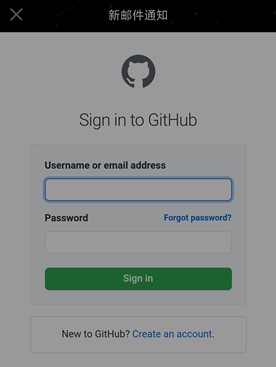 新邮件通知
Sign in to GitHub
Username or email address
Password Forgot password?
Sign in
New to GitHub? Create an account.